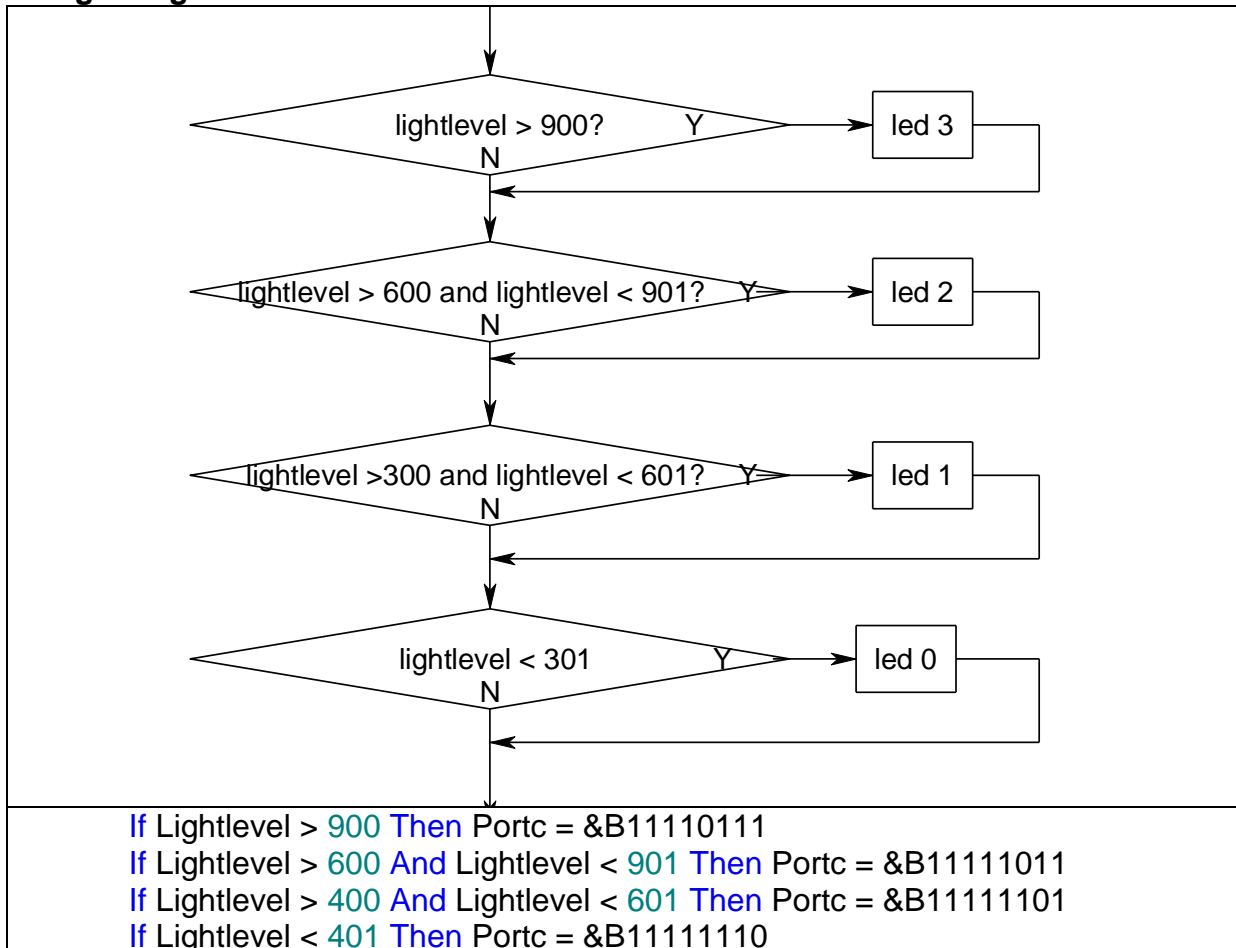 lightlevel > 900? Y
led 3
N
lightlevel > 600 and lightlevel < 901? Y
led 2
N
lightlevel >300 and lightlevel < 601? Y
led 1
N
lightlevel < 301 Y
led 0
N
If Lightlevel > 900 Then Portc = &B11110111
If Lightlevel > 600 And Lightlevel < 901 Then Portc = &B11111011
If Lightlevel > 400 And Lightlevel < 601 Then Portc = &B11111101
If Lightlevel < 401 Then Portc = &B11111110